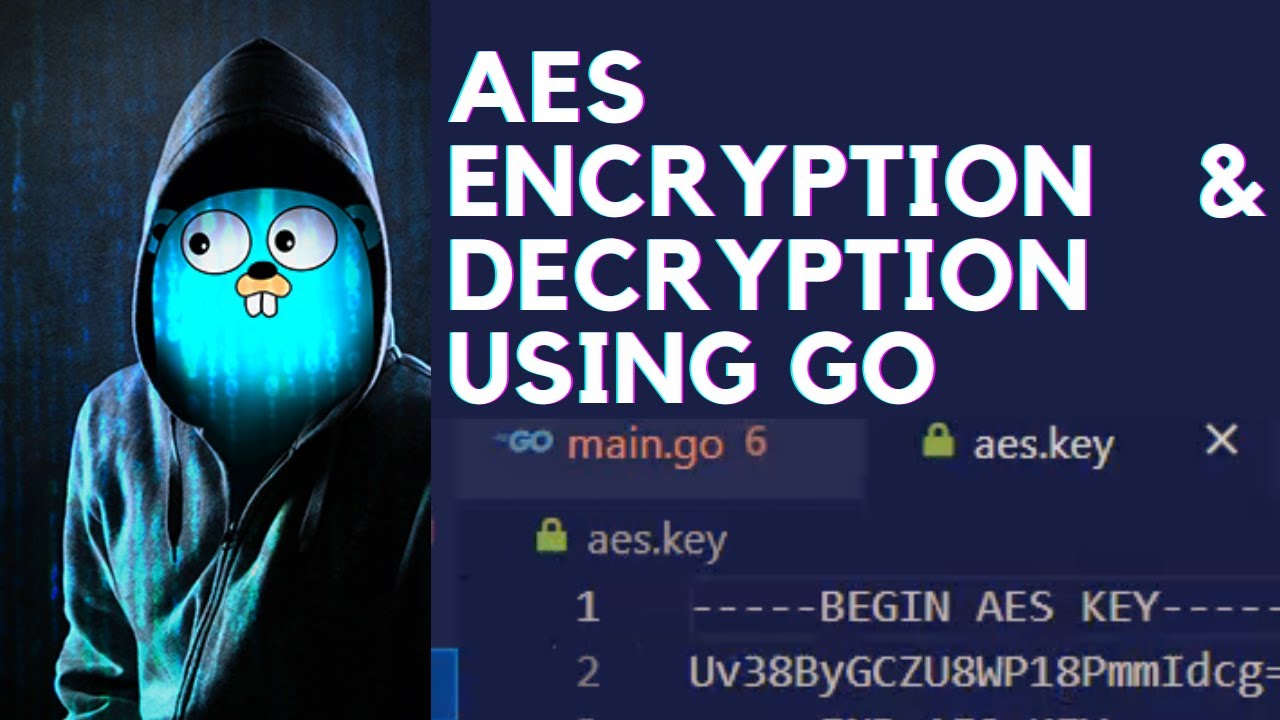 AES
ENCRYPTION &
DECRYPTION
USING GO
GO main.go 6 aes.key ×
aes.key
1 -----BEGIN AES KEY-----
2 Uv38ByGCZU8WP18PmmIdcg=